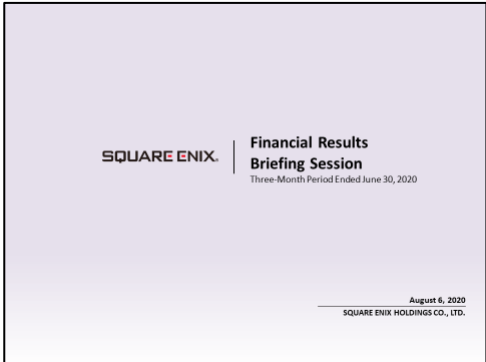 SQUARE ENIX.
Financial Results
Briefing Session
Three-Month Period Ended June 30, 2020
August 6, 2020
SQUARE ENIX HOLDINGS CO., LTD.